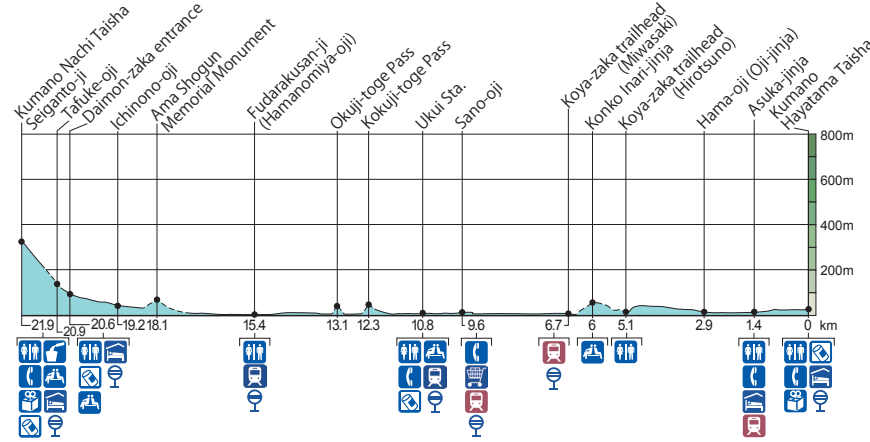 Kumano Nachi Taisha
Seiganto-ji
Tafuke-oji
Daimon-zaka entrance
Ichinono-oji
Ama Shogun
Memorial Monument
Fudarakusan-ji
(Hamanomiya-oji)
Okuji-toge Pass
Kokuji-toge Pass
Ukui Sta.
Sano-oji
Koya-zaka trailhead
(Miwasaki)
Konko Inari-jinja
Koya-zaka trailhead
(Hirotsuno)
Hama-oji (Oji-jinja)
Asuka-jinja
Kumano
Hayatama Taisha
800m
600m
400m
200m
21.9
20.9
20.6
19.2
18.1
15.4
13.1
12.3
10.8
9.6
6.7
6
5.1
2.9
1.4
0
km